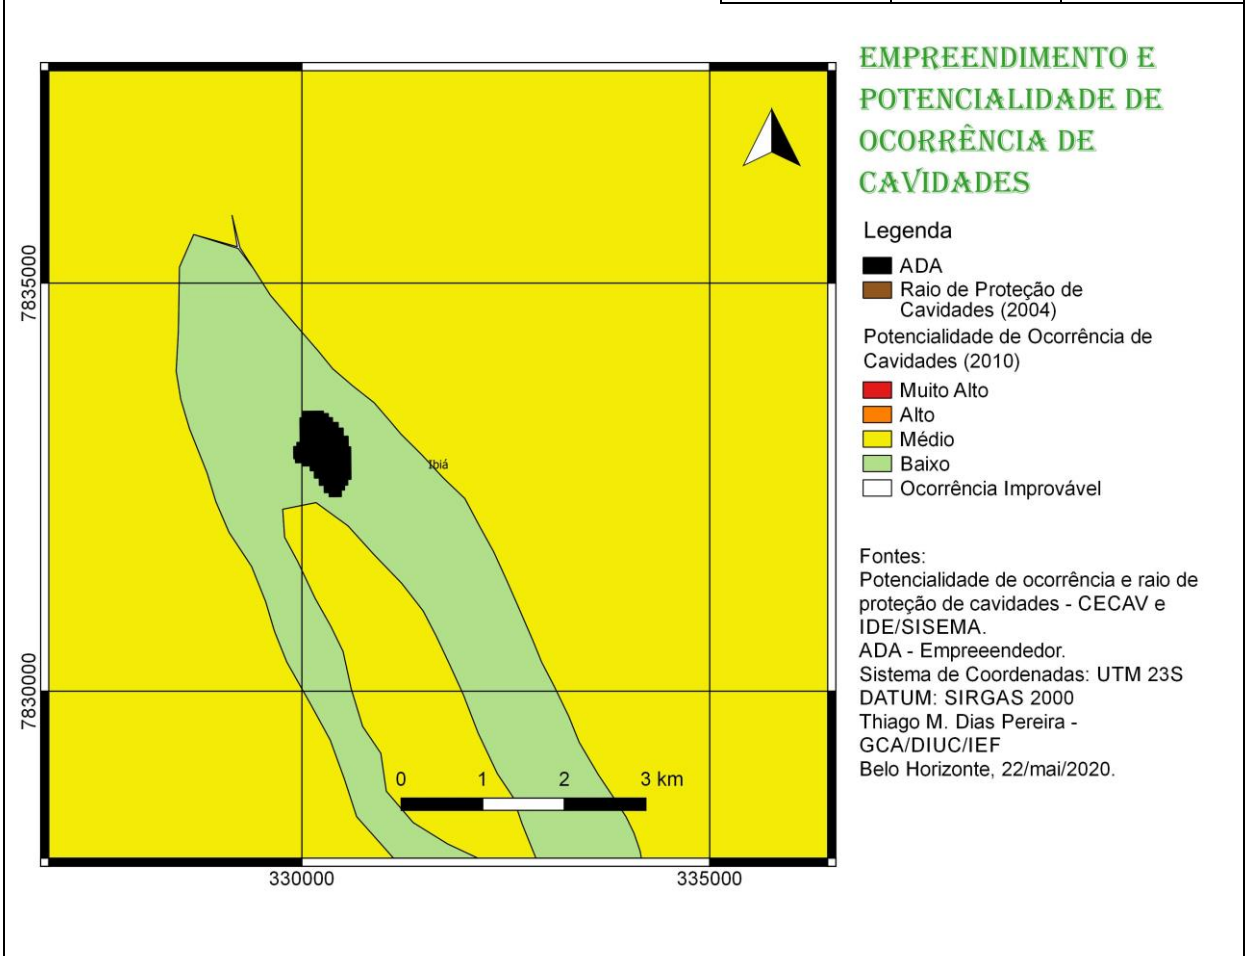 EMPREENDIMENTO E
POTENCIALIDADE DE
OCORRÊNCIA DE
CAVIDADES
Legenda
ADA
Raio de Proteção de
Cavidades (2004)
Potencialidade de Ocorrência de
Cavidades (2010)
Muito Alto
Alto
Médio
Baixo
Ocorrência Improvável
Fontes:
Potencialidade de ocorrência e raio de
proteção de cavidades - CECAV e
IDE/SISEMA.
ADA - Empreeendedor.
Sistema de Coordenadas: UTM 23S
DATUM: SIRGAS 2000
Thiago M. Dias Pereira -
GCA/DIUC/IEF
Belo Horizonte, 22/mai/2020.
7835000
Ibiá
7830000
0 1 2 3 km
330000 335000